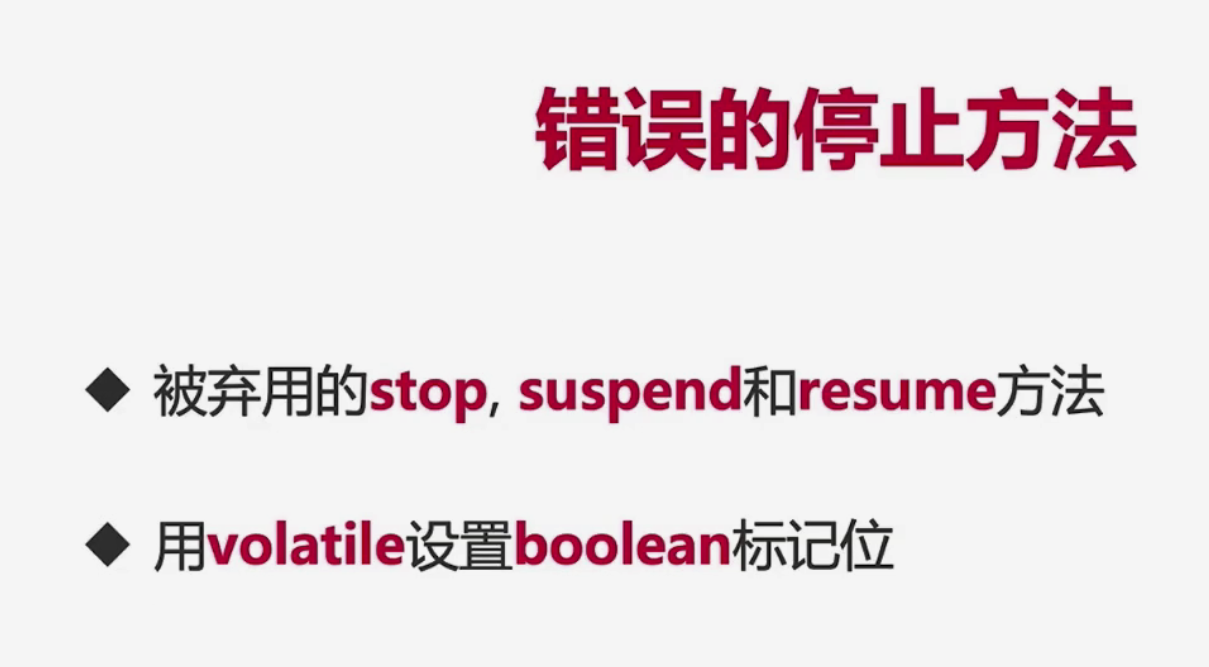 错误的停止方法
◆ 被弃用的stop, suspend和resume方法
◆ 用volatile设置boolean标记位